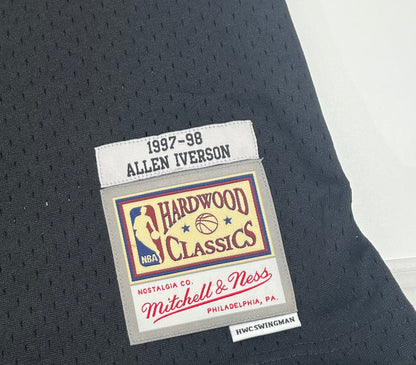 1997-98
ALLEN IVERSON
HARDWOOD
CLASSICS
NBA
NOSTALGIA CO.
Mitchell & Ness
PHILADELPHIA, PA.
HWC SWINGMAN